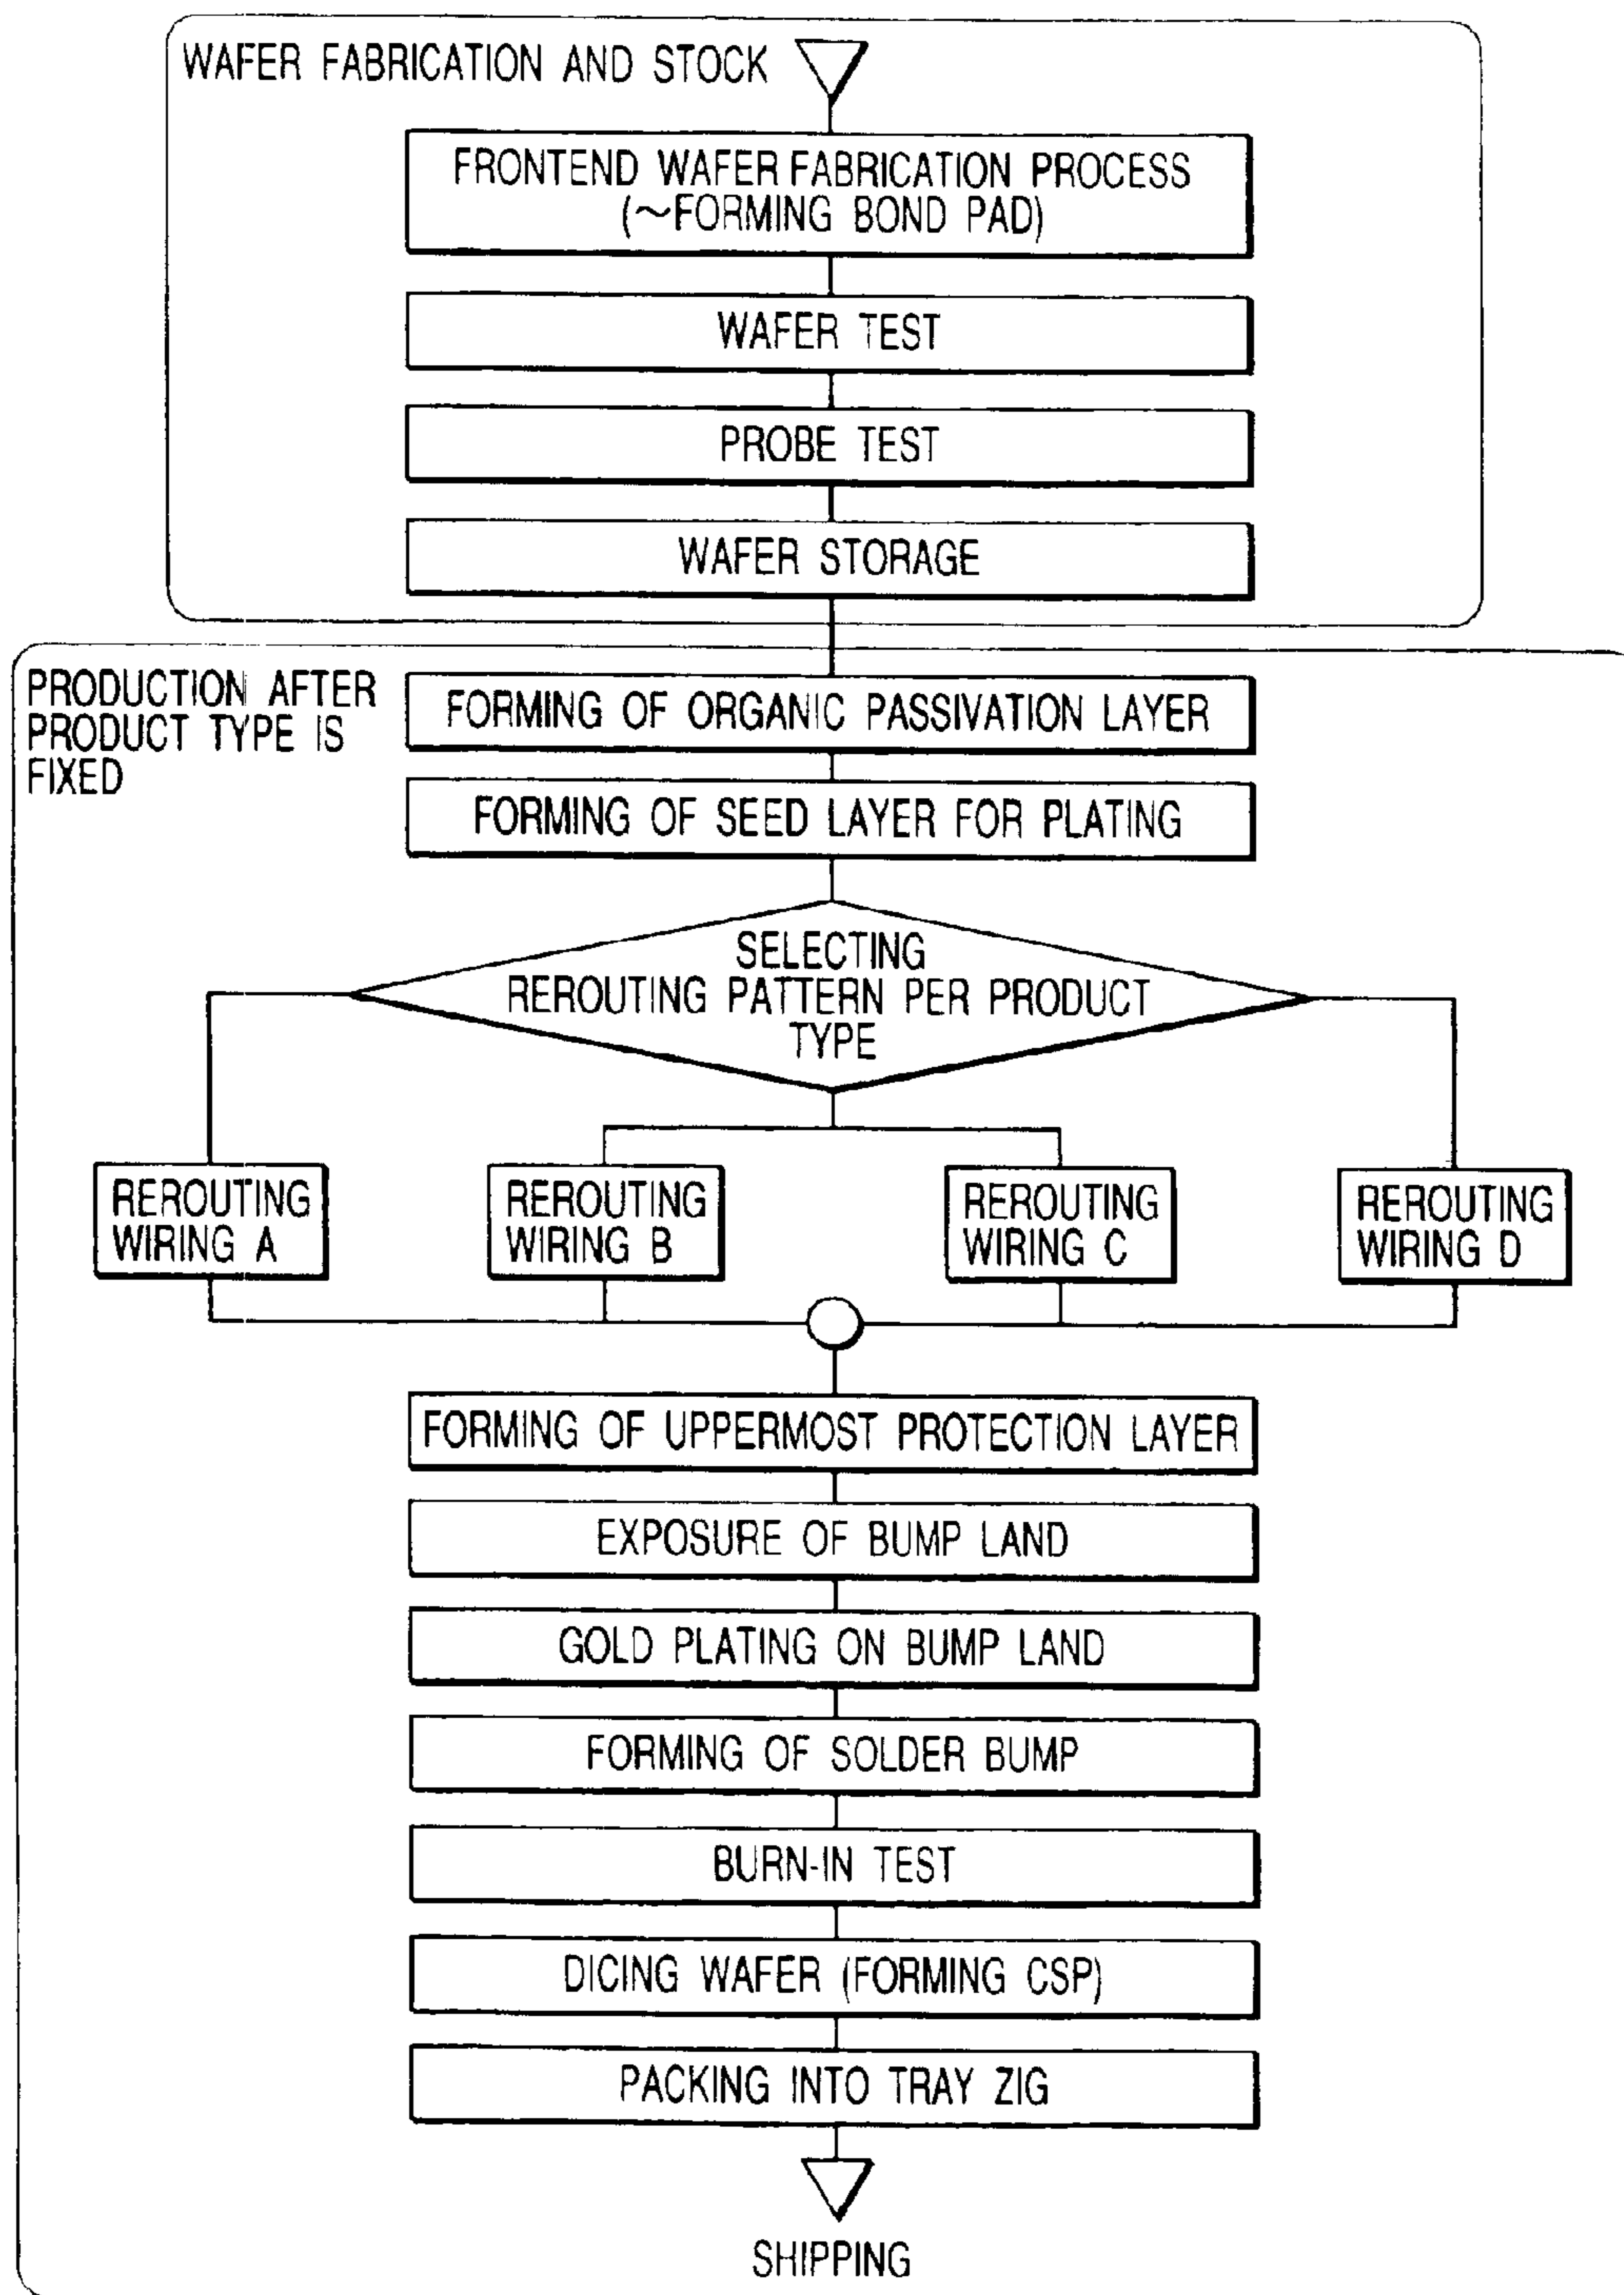 WAFER FABRICATION AND STOCK
FRONTEND WAFER FABRICATION PROCESS
(~FORMING BOND PAD)
WAFER TEST
PROBE TEST
WAFER STORAGE
PRODUCTION AFTER
PRODUCT TYPE IS
FIXED
FORMING OF ORGANIC PASSIVATION LAYER
FORMING OF SEED LAYER FOR PLATING
SELECTING
REROUTING PATTERN PER PRODUCT
TYPE
REROUTING
WIRING A
REROUTING
WIRING B
REROUTING
WIRING C
REROUTING
WIRING D
FORMING OF UPPERMOST PROTECTION LAYER
EXPOSURE OF BUMP LAND
GOLD PLATING ON BUMP LAND
FORMING OF SOLDER BUMP
BURN-IN TEST
DICING WAFER (FORMING CSP)
PACKING INTO TRAY ZIG
SHIPPING